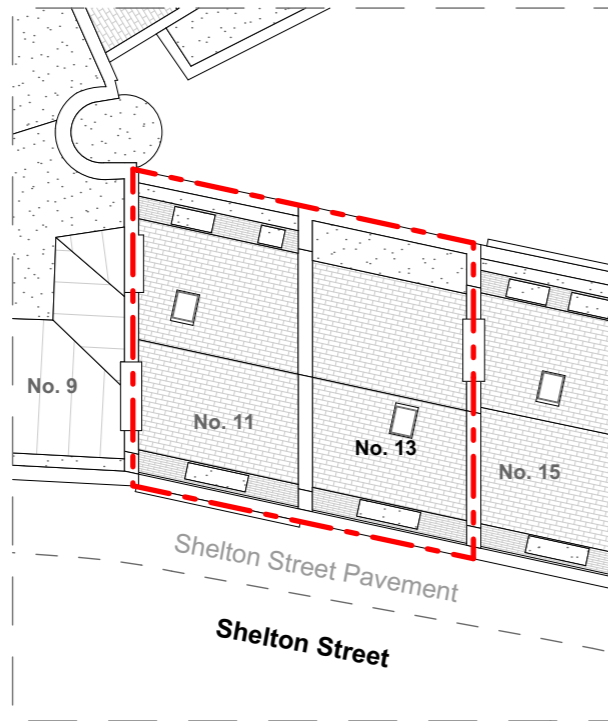 No. 9
No. 11
No. 13
No. 15
Shelton Street Pavement
Shelton Street